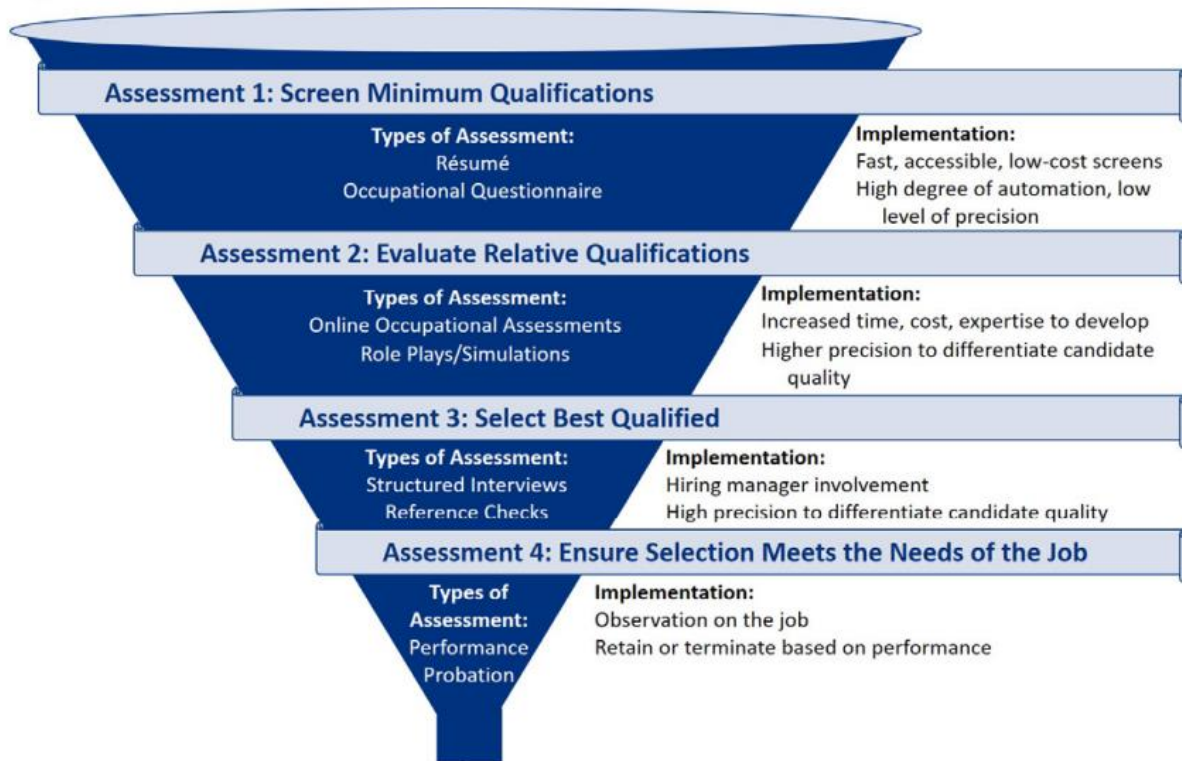 Assessment 1: Screen Minimum Qualifications
Types of Assessment:
Résumé
Occupational Questionnaire
Implementation:
Fast, accessible, low-cost screens
High degree of automation, low
level of precision
Assessment 2: Evaluate Relative Qualifications
Types of Assessment:
Online Occupational Assessments
Role Plays/Simulations
Implementation:
Increased time, cost, expertise to develop
Higher precision to differentiate candidate
quality
Assessment 3: Select Best Qualified
Types of Assessment:
Structured Interviews
Reference Checks
Implementation:
Hiring manager involvement
High precision to differentiate candidate quality
Assessment 4: Ensure Selection Meets the Needs of the Job
Types of
Assessment:
Performance
Probation
Implementation:
Observation on the job
Retain or terminate based on performance